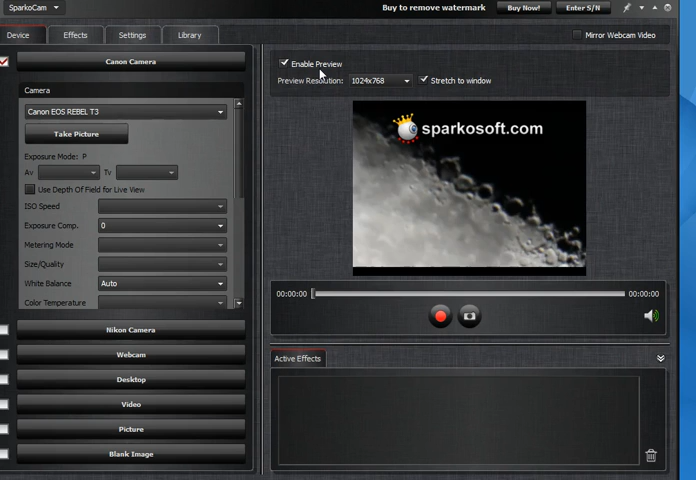 SparkoCam
Buy to remove watermark
Buy Now!
Enter S/N
Device
Effects
Settings
Library
Mirror Webcam Video
Canon Camera
Camera
Canon EOS REBEL T3
Take Picture
Exposure Mode: P
Av
Tv
Use Depth Of Field for Live View
ISO Speed
Exposure Comp.
0
Metering Mode
Size/Quality
White Balance
Auto
Color Temperature
Nikon Camera
Webcam
Desktop
Video
Picture
Blank Image
Enable Preview
Preview Resolution:
1024x768
Stretch to window
sparkosoft.com
00:00:00
00:00:00
Active Effects